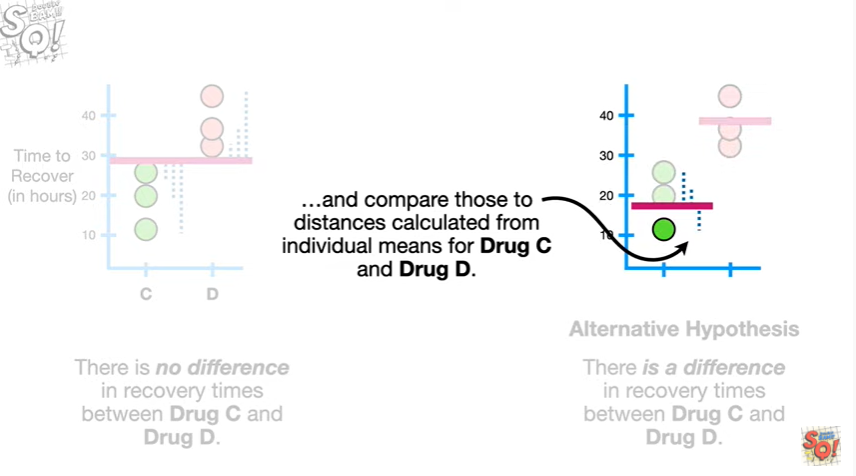 40
30
20
10
Time to
Recover
(in hours)
C
D
…and compare those to
distances calculated from
individual means for Drug C
and Drug D.
40
30
20
10
Alternative Hypothesis
There is no difference
in recovery times
between Drug C and
Drug D.
There is a difference
in recovery times
between Drug C and
Drug D.